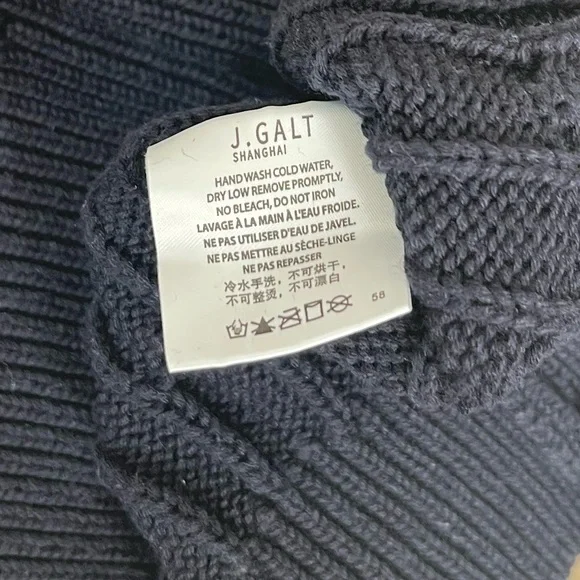 J.GALT
SHANGHAI
HAND WASH COLD WATER,
DRY LOW REMOVE PROMPTLY,
NO BLEACH, DO NOT IRON
LAVAGE À LA MAIN À L'EAU FROIDE.
NE PAS UTILISER D'EAU DE JAVEL.
NE PAS METTRE AU SÈCHE-LINGE
NE PAS REPASSER
冷水手洗，不可烘干，
不可整烫，不可漂白
58